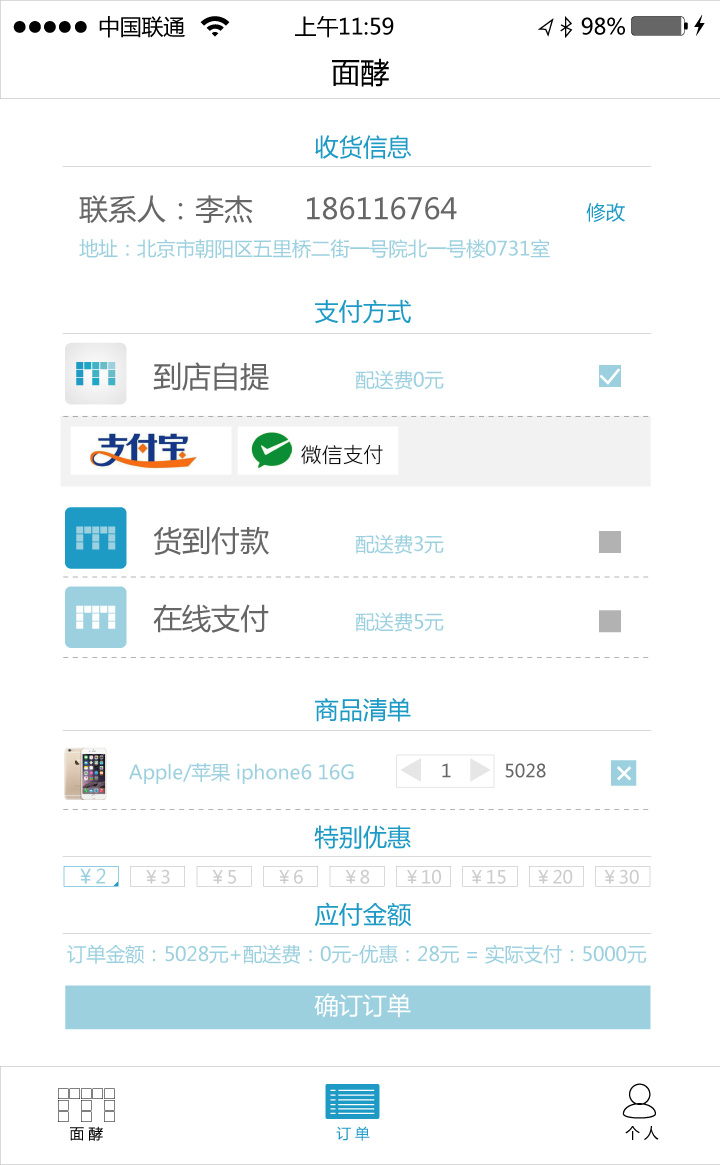 中国联通 上午11:59 98%
面酵
收货信息
联系人：李杰 186116764 修改
地址：北京市朝阳区五里桥二街一号院北一号楼0731室
支付方式
到店自提 配送费0元
支付宝 微信支付
货到付款 配送费3元
在线支付 配送费5元
商品清单
Apple/苹果 iphone6 16G 1 5028
特别优惠
¥2 ¥3 ¥5 ¥6 ¥8 ¥10 ¥15 ¥20 ¥30
应付金额
订单金额：5028元+配送费：0元-优惠：28元 = 实际支付：5000元
确订订单
面酵 订单 个人